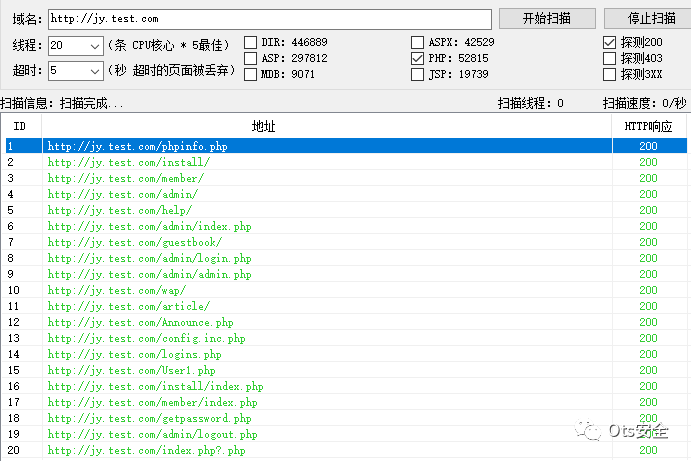 域名: http://jy.test.com 开始扫描 停止扫描
线程: 20 (条 CPU核心 * 5最佳) DIR: 446889 ASPX: 42529 探测200
ASP: 297812 PHP: 52815 探测403
超时: 5 (秒 超时的页面被丢弃) MDB: 9071 JSP: 19739 探测3XX
扫描信息: 扫描完成... 扫描线程: 0 扫描速度: 0/秒
ID 地址 HTTP响应
1 http://jy.test.com/phpinfo.php 200
2 http://jy.test.com/install/ 200
3 http://jy.test.com/member/ 200
4 http://jy.test.com/admin/ 200
5 http://jy.test.com/help/ 200
6 http://jy.test.com/admin/index.php 200
7 http://jy.test.com/guestbook/ 200
8 http://jy.test.com/admin/login.php 200
9 http://jy.test.com/admin/admin.php 200
10 http://jy.test.com/wap/ 200
11 http://jy.test.com/article/ 200
12 http://jy.test.com/Announce.php 200
13 http://jy.test.com/config.inc.php 200
14 http://jy.test.com/logins.php 200
15 http://jy.test.com/User1.php 200
16 http://jy.test.com/install/index.php 200
17 http://jy.test.com/member/index.php 200
18 http://jy.test.com/getpassword.php 200
19 http://jy.test.com/admin/logout.php 200
20 http://jy.test.com/index.php?.php 200
Ots安全